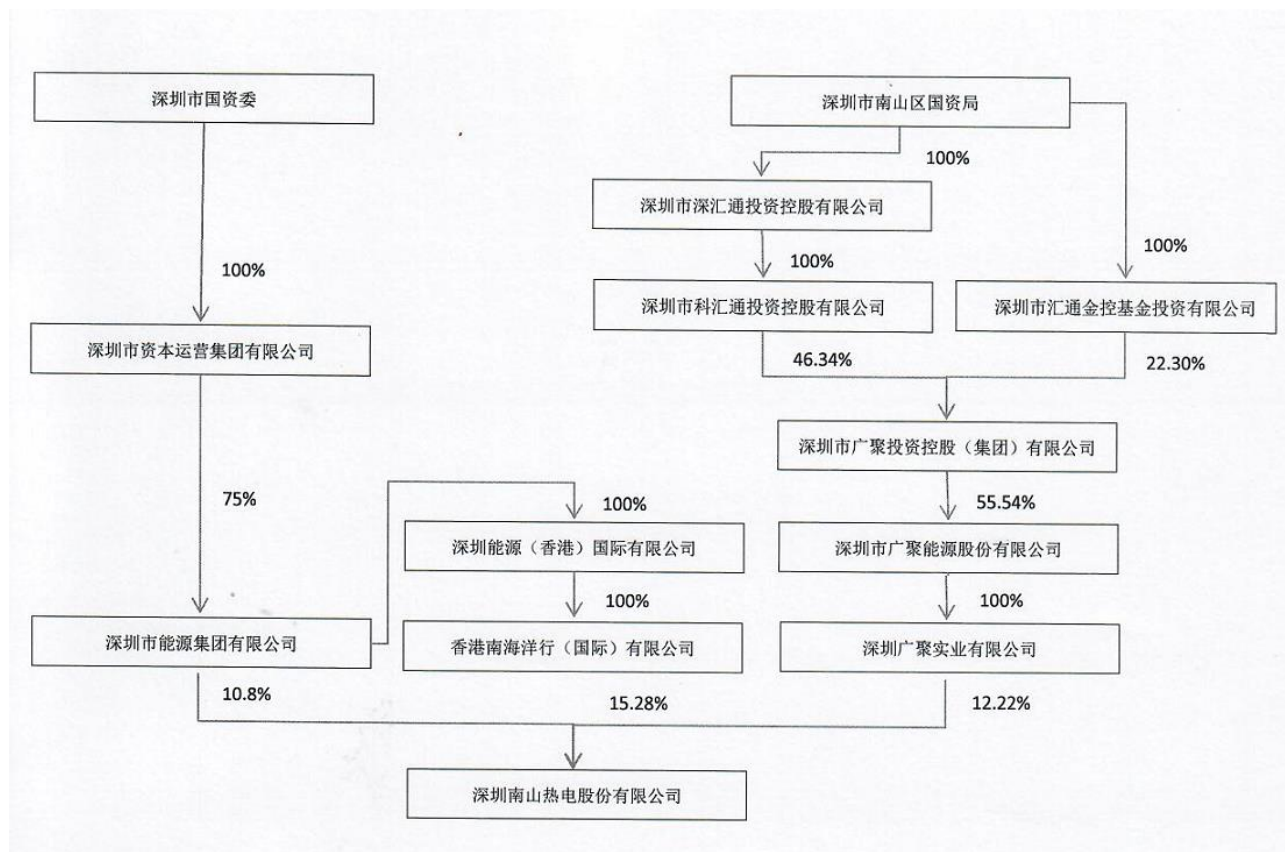 深圳市国资委
深圳市南山区国资局
100%
深圳市深汇通投资控股有限公司
100%
100%
100%
深圳市科汇通投资控股有限公司
深圳市汇通金控基金投资有限公司
深圳市资本运营集团有限公司
46.34%
22.30%
深圳市广聚投资控股（集团）有限公司
75%
100%
55.54%
深圳能源（香港）国际有限公司
深圳市广聚能源股份有限公司
100%
100%
深圳市能源集团有限公司
香港南海洋行（国际）有限公司
深圳广聚实业有限公司
10.8%
15.28%
12.22%
深圳南山热电股份有限公司